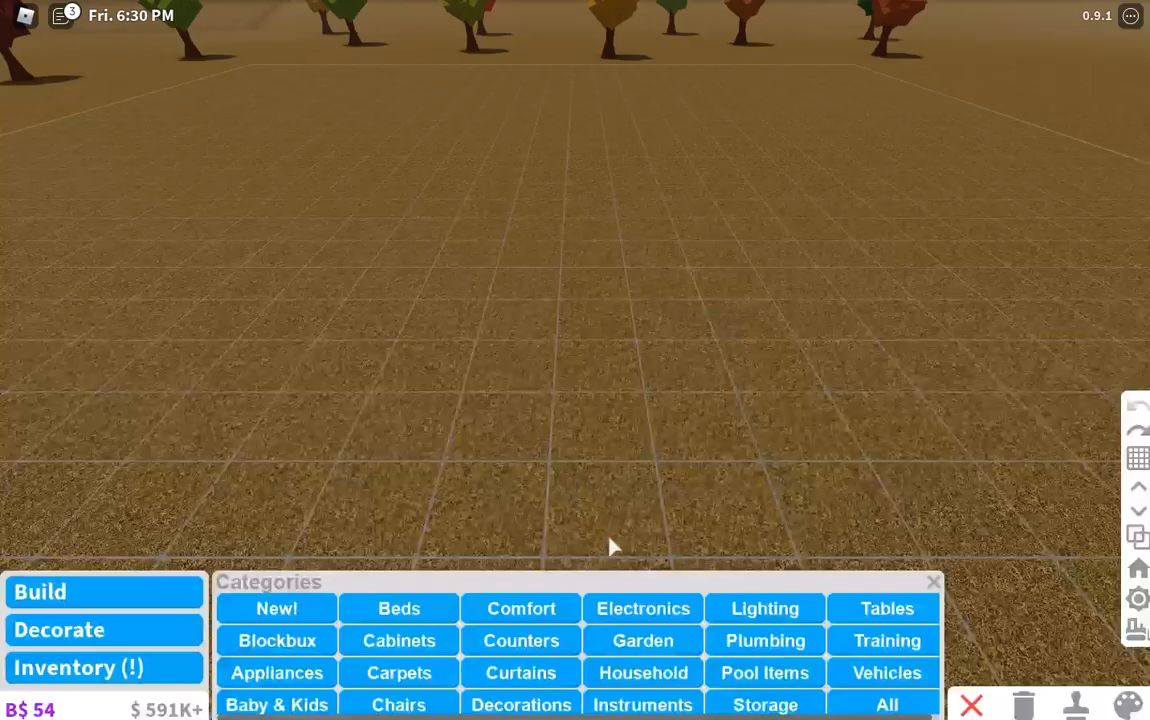 3 Fri. 6:30 PM 0.9.1
Build
Decorate
Inventory (!)
B$ 54 $ 591K+
Categories
New! Beds Comfort Electronics Lighting Tables
Blockbux Cabinets Counters Garden Plumbing Training
Appliances Carpets Curtains Household Pool Items Vehicles
Baby & Kids Chairs Decorations Instruments Storage All